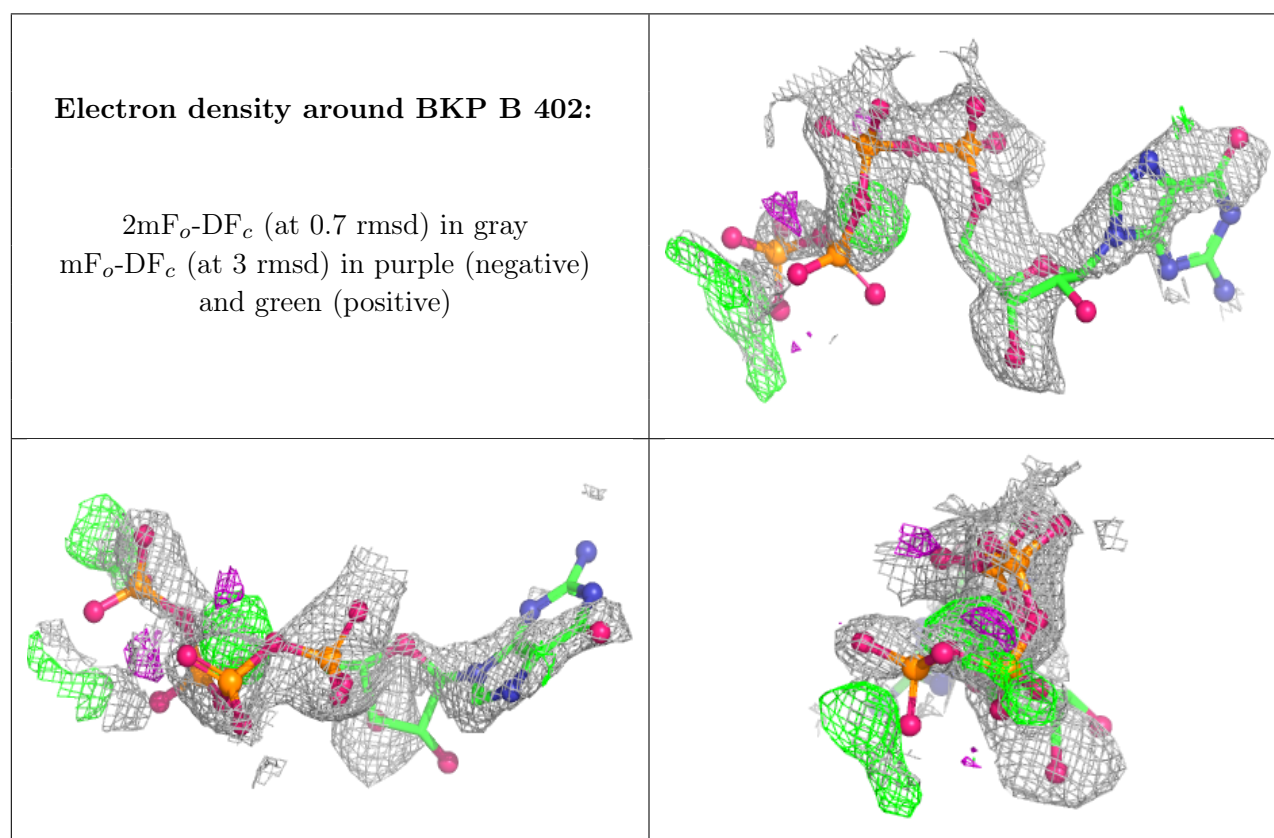 Electron density around BKP B 402:
2mFo-DFc (at 0.7 rmsd) in gray
mFo-DFc (at 3 rmsd) in purple (negative)
and green (positive)